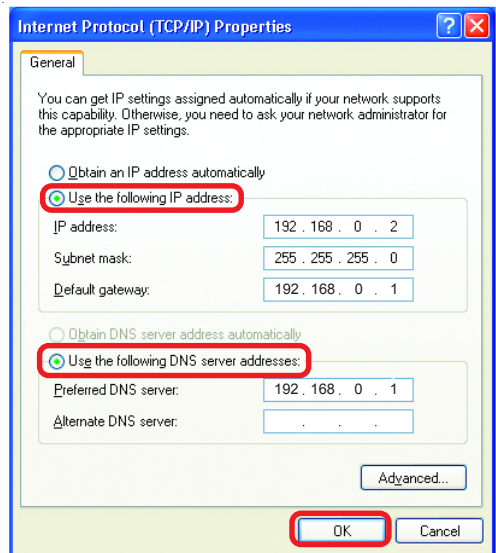 Internet Protocol (TCP/IP) Properties
General
You can get IP settings assigned automatically if your network supports
this capability. Otherwise, you need to ask your network administrator for
the appropriate IP settings.
Obtain an IP address automatically
Use the following IP address:
IP address: 192 . 168 . 0 . 2
Subnet mask: 255 . 255 . 255 . 0
Default gateway: 192 . 168 . 0 . 1
Obtain DNS server address automatically
Use the following DNS server addresses:
Preferred DNS server: 192 . 168 . 0 . 1
Alternate DNS server: . . .
Advanced...
OK Cancel